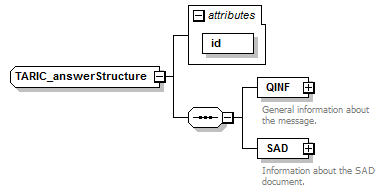 attributes
id
TARIC_answerStructure
QINF
General information about
the message.
SAD
Information about the SAD
document.